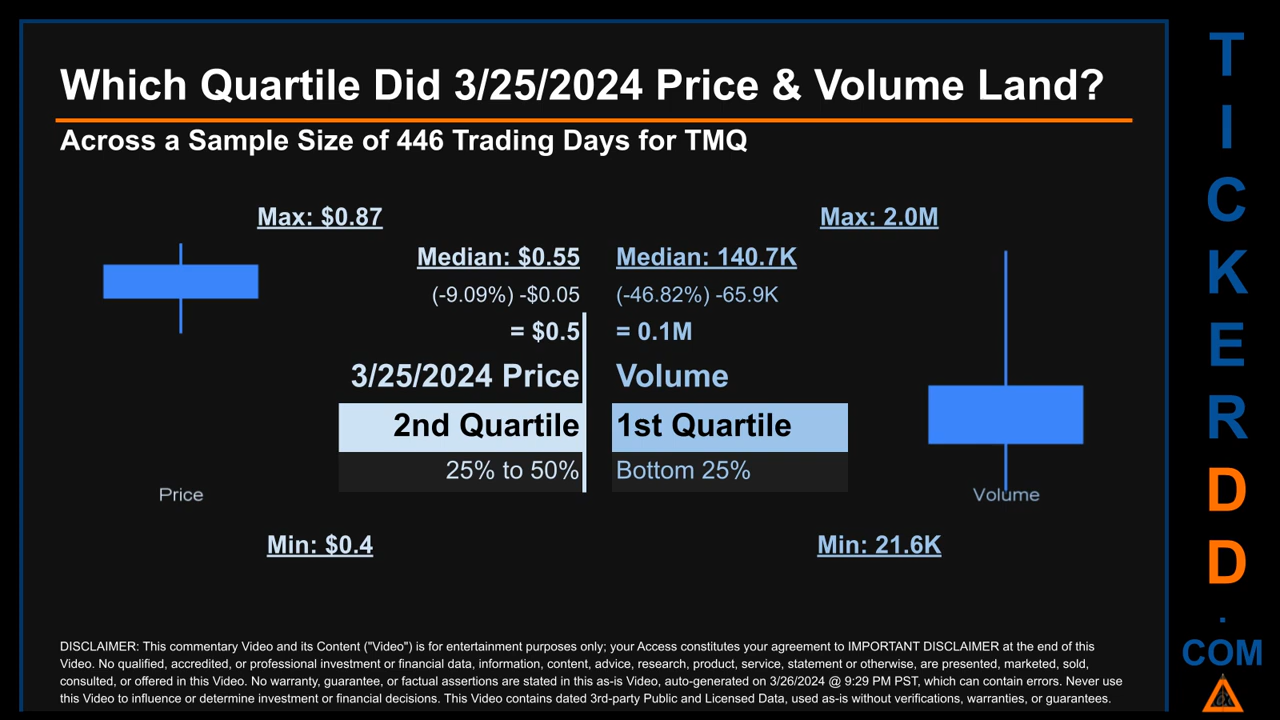 Which Quartile Did 3/25/2024 Price & Volume Land?
Across a Sample Size of 446 Trading Days for TMQ
Max: $0.87
Max: 2.0M
Median: $0.55
Median: 140.7K
(-9.09%) -$0.05
(-46.82%) -65.9K
= $0.5
= 0.1M
3/25/2024 Price
Volume
2nd Quartile
1st Quartile
25% to 50%
Bottom 25%
Price
Volume
Min: $0.4
Min: 21.6K
DISCLAIMER: This commentary Video and its Content ("Video") is for entertainment purposes only; your Access constitutes your agreement to IMPORTANT DISCLAIMER at the end of this
Video. No qualified, accredited, or professional investment or financial data, information, content, advice, research, product, service, statement or otherwise, are presented, marketed, sold,
consulted, or offered in this Video. No warranty, guarantee, or factual assertions are stated in this as-is Video, auto-generated on 3/26/2024 @ 9:29 PM PST, which can contain errors. Never use
this Video to influence or determine investment or financial decisions. This Video contains dated 3rd-party Public and Licensed Data, used as-is without verifications, warranties, or guarantees.
T
I
C
K
E
R
D
D
.
COM